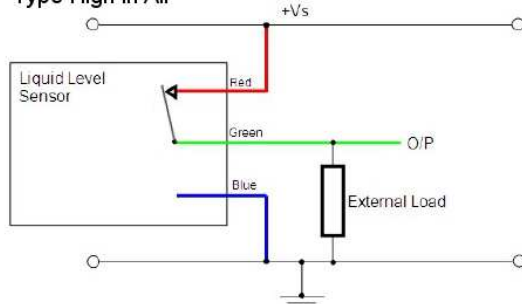 Type High in Air
+Vs
Liquid Level
Sensor
Red
Green
O/P
Blue
External Load